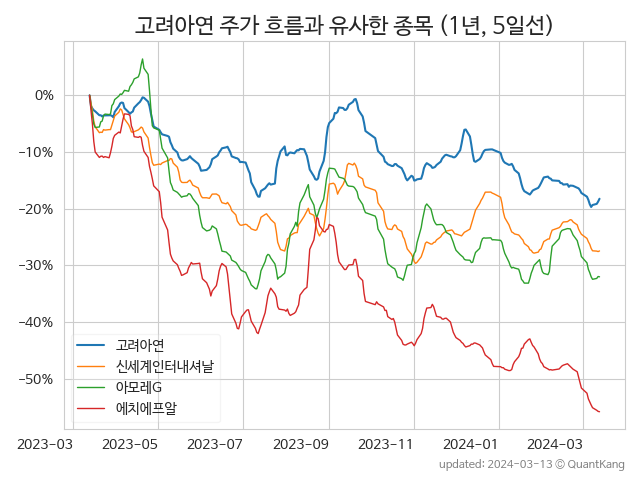 고려아연 주가 흐름과 유사한 종목 (1년, 5일선)
0%
−10%
−20%
−30%
−40%
−50%
고려아연
신세계인터내셔날
아모레G
에치에프알
2023-03 2023-05 2023-07 2023-09 2023-11 2024-01 2024-03
updated: 2024-03-13 ⓒ QuantKang